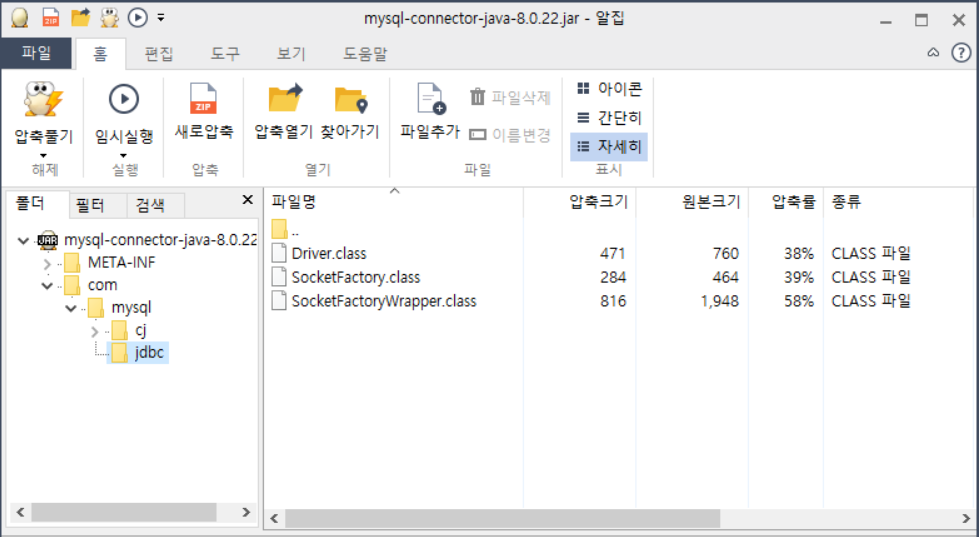 mysql-connector-java-8.0.22.jar - 알집
파일 홈 편집 도구 보기 도움말
압축풀기 임시실행 새로압축 압축열기 찾아가기 파일추가 파일삭제 이름변경 아이콘 간단히 자세히
해제 실행 압축 열기 파일 표시
폴더 필터 검색
mysql-connector-java-8.0.22
META-INF
com
mysql
cj
jdbc
파일명 압축크기 원본크기 압축률 종류
..
Driver.class 471 760 38% CLASS 파일
SocketFactory.class 284 464 39% CLASS 파일
SocketFactoryWrapper.class 816 1,948 58% CLASS 파일